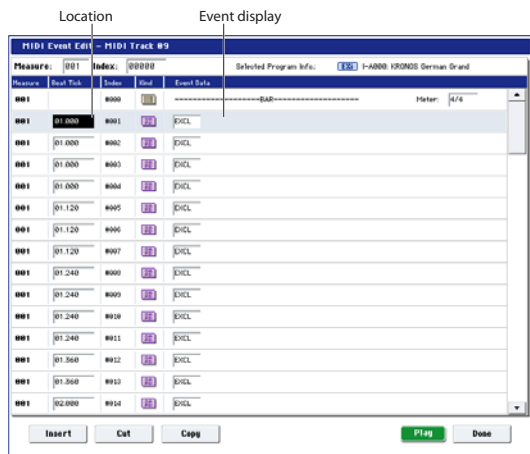 Location Event display
MIDI Event Edit - MIDI Track 09
Measure: 001 Index: 00000 Selected Program Info: I-A000: KRONOS German Grand
Measure Beat Tick Index Kind Event Data
001 #000 ----------------------BAR---------------------- Meter: 4/4
001 01.000 #001 EXCL
001 01.000 #002 EXCL
001 01.000 #003 EXCL
001 01.000 #004 EXCL
001 01.120 #005 EXCL
001 01.120 #006 EXCL
001 01.120 #007 EXCL
001 01.240 #008 EXCL
001 01.240 #009 EXCL
001 01.240 #010 EXCL
001 01.240 #011 EXCL
001 01.360 #012 EXCL
001 01.360 #013 EXCL
001 02.000 #014 EXCL
Insert Cut Copy Play Done